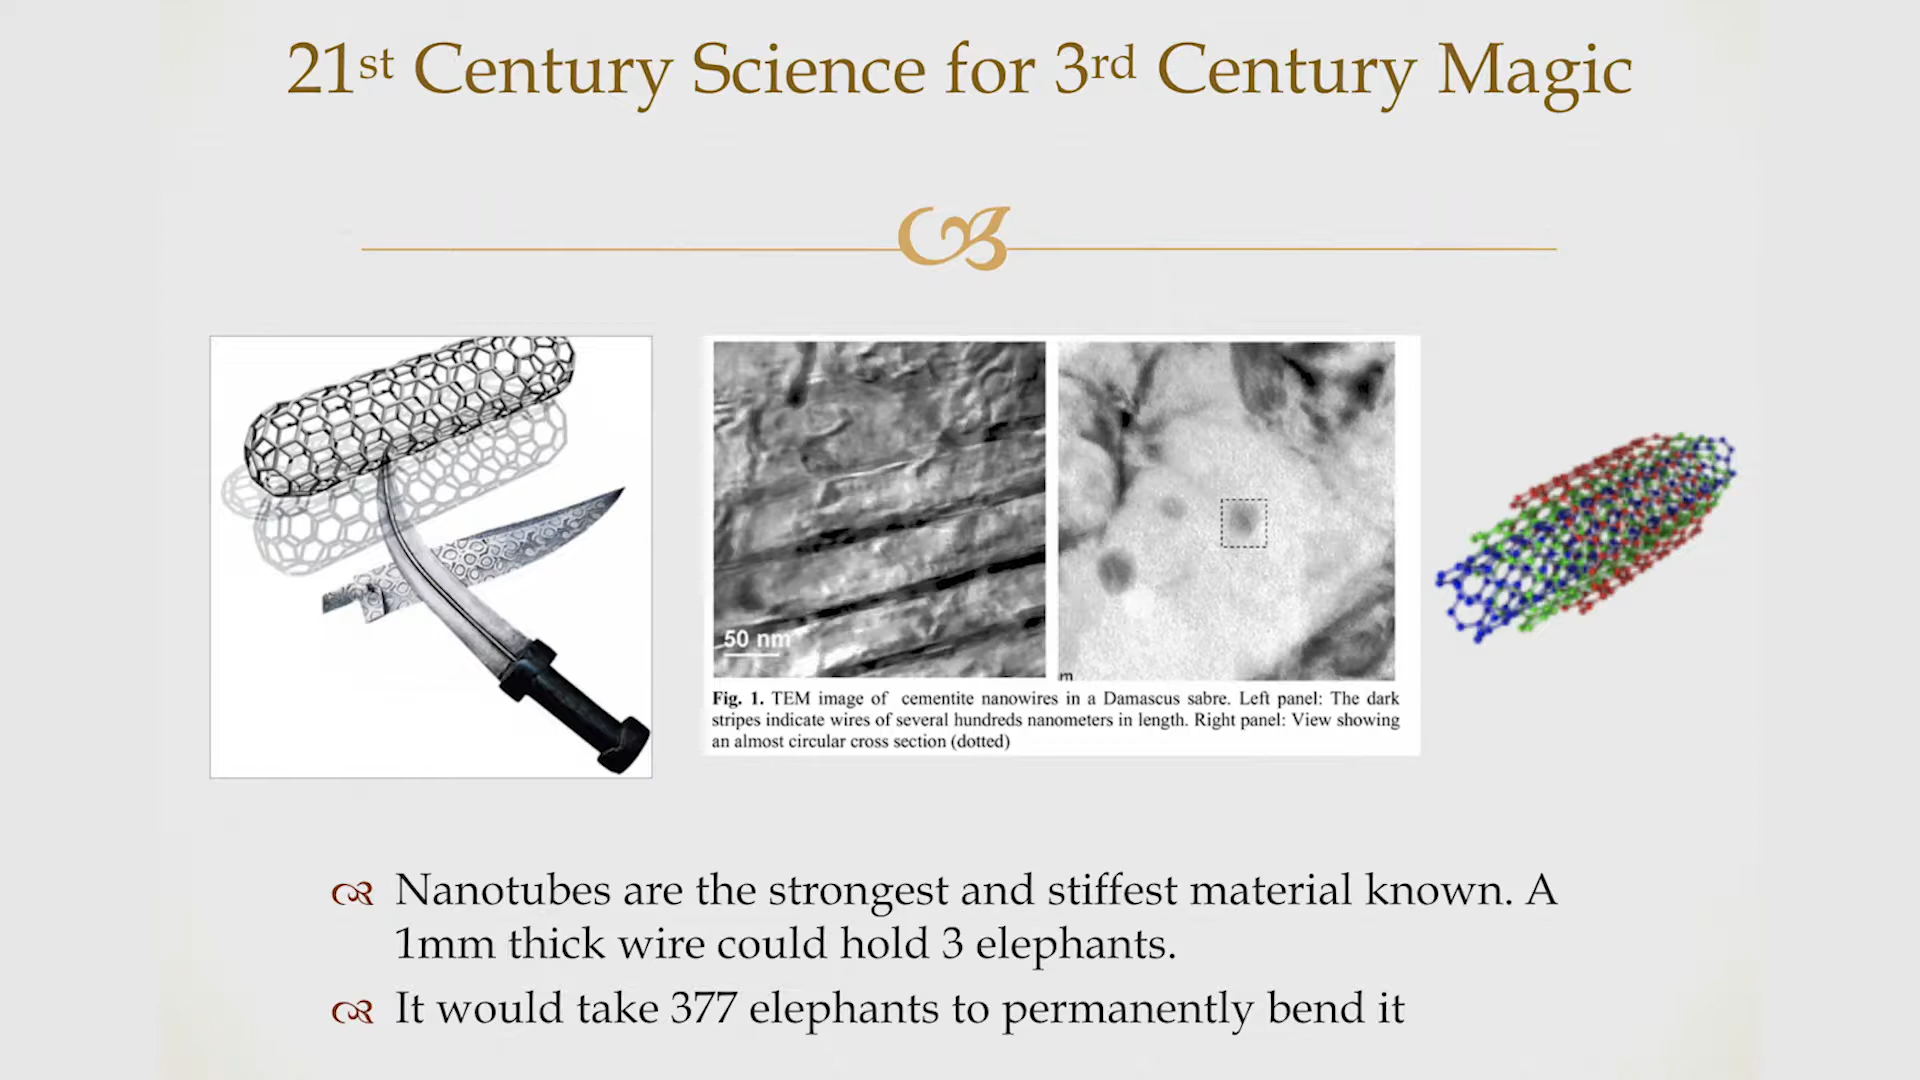 21st Century Science for 3rd Century Magic
50 nm
m
Fig. 1. TEM image of cementite nanowires in a Damascus sabre. Left panel: The dark
stripes indicate wires of several hundreds nanometers in length. Right panel: View showing
an almost circular cross section (dotted)
Nanotubes are the strongest and stiffest material known. A
1mm thick wire could hold 3 elephants.
It would take 377 elephants to permanently bend it